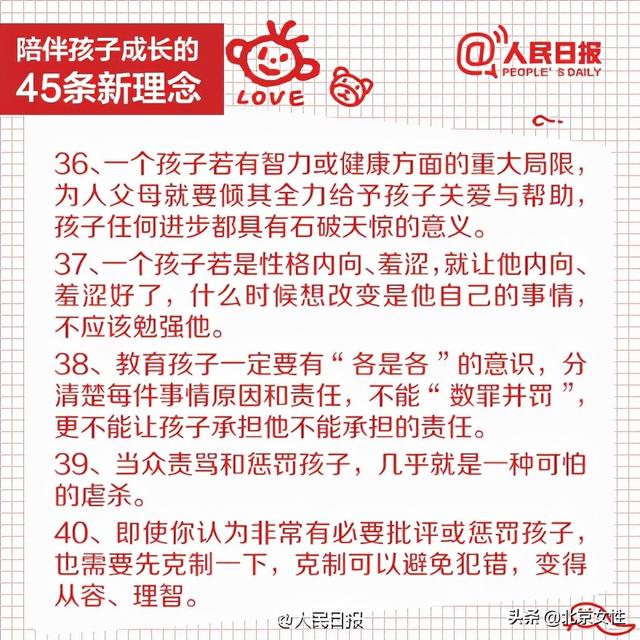 陪伴孩子成长的
45条新理念
LOVE
@人民日报
PEOPLE'S DAILY
36、一个孩子若有智力或健康方面的重大局限，
为人父母就要倾其全力给予孩子关爱与帮助，
孩子任何进步都具有石破天惊的意义。
37、一个孩子若是性格内向、羞涩，就让他内向、
羞涩好了，什么时候想改变是他自己的事情，
不应该勉强他。
38、教育孩子一定要有“各是各”的意识，分
清楚每件事情原因和责任，不能“数罪并罚”，
更不能让孩子承担他不能承担的责任。
39、当众责骂和惩罚孩子，几乎就是一种可怕
的虐杀。
40、即使你认为非常有必要批评或惩罚孩子，
也需要先克制一下，克制可以避免犯错，变得
从容、理智。
@人民日报
头条 @北京女性